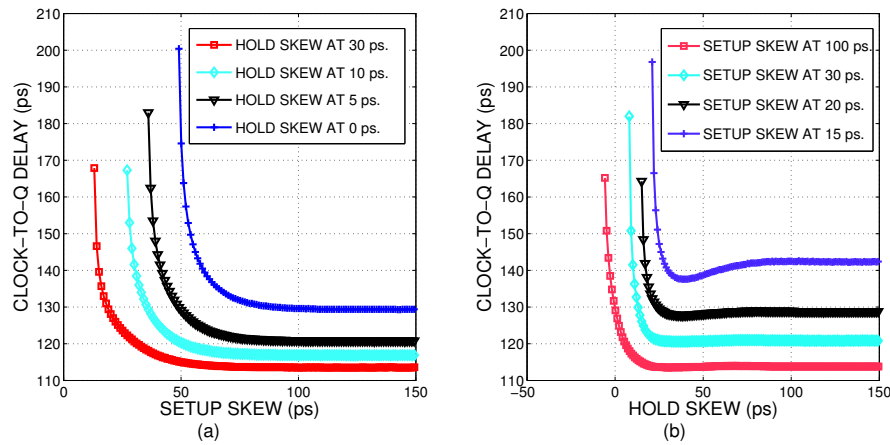 210
200
190
180
170
160
150
140
130
120
110
CLOCK−TO−Q DELAY (ps)
HOLD SKEW AT 30 ps.
HOLD SKEW AT 10 ps.
HOLD SKEW AT 5 ps.
HOLD SKEW AT 0 ps.
0 50 100 150
SETUP SKEW (ps)
(a)
210
200
190
180
170
160
150
140
130
120
110
CLOCK−TO−Q DELAY (ps)
SETUP SKEW AT 100 ps.
SETUP SKEW AT 30 ps.
SETUP SKEW AT 20 ps.
SETUP SKEW AT 15 ps.
−50 0 50 100 150
HOLD SKEW (ps)
(b)